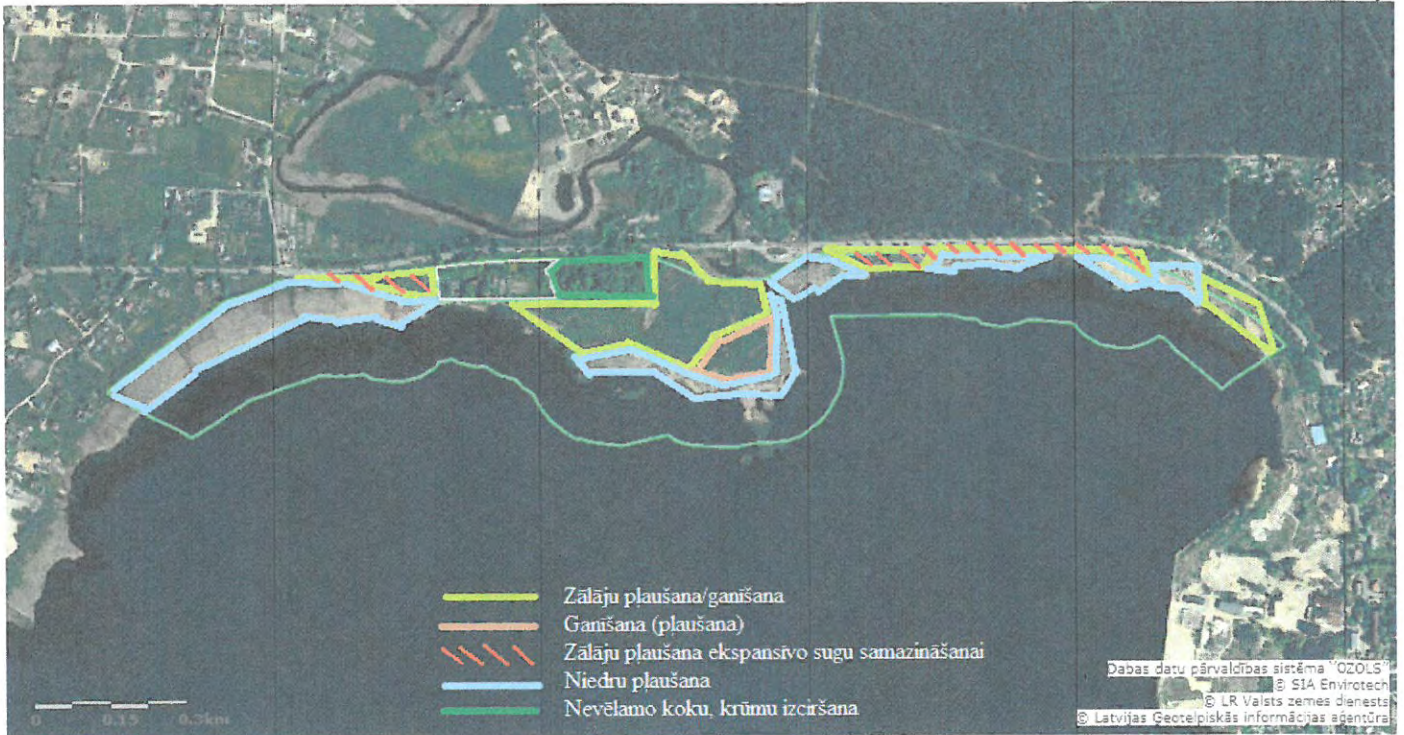 Zālāju pļaušana/ganīšana
Ganīšana (pļaušana)
Zālāju pļaušana ekspansīvo sugu samazināšanai
Niedru pļaušana
Nevēlamo koku, krūmu izciršana
0 0.15 0.3km
Dabas datu pārvaldības sistēma "OZOLS"
© SIA Envirotech
© LR Valsts zemes dienests
© Latvijas Ģeotelpiskās informācijas aģentūra